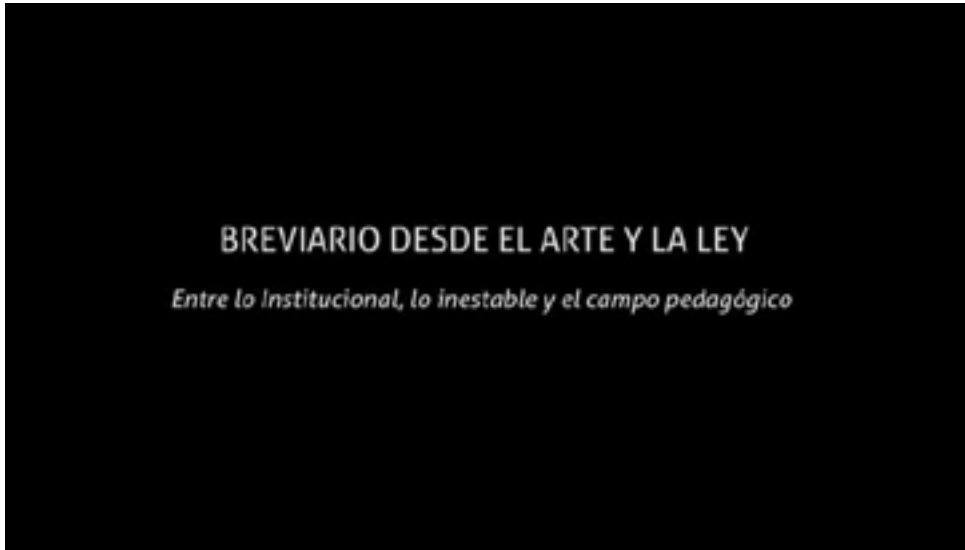 BREVIARIO DESDE EL ARTE Y LA LEY
Entre lo Institucional, lo inestable y el campo pedagógico